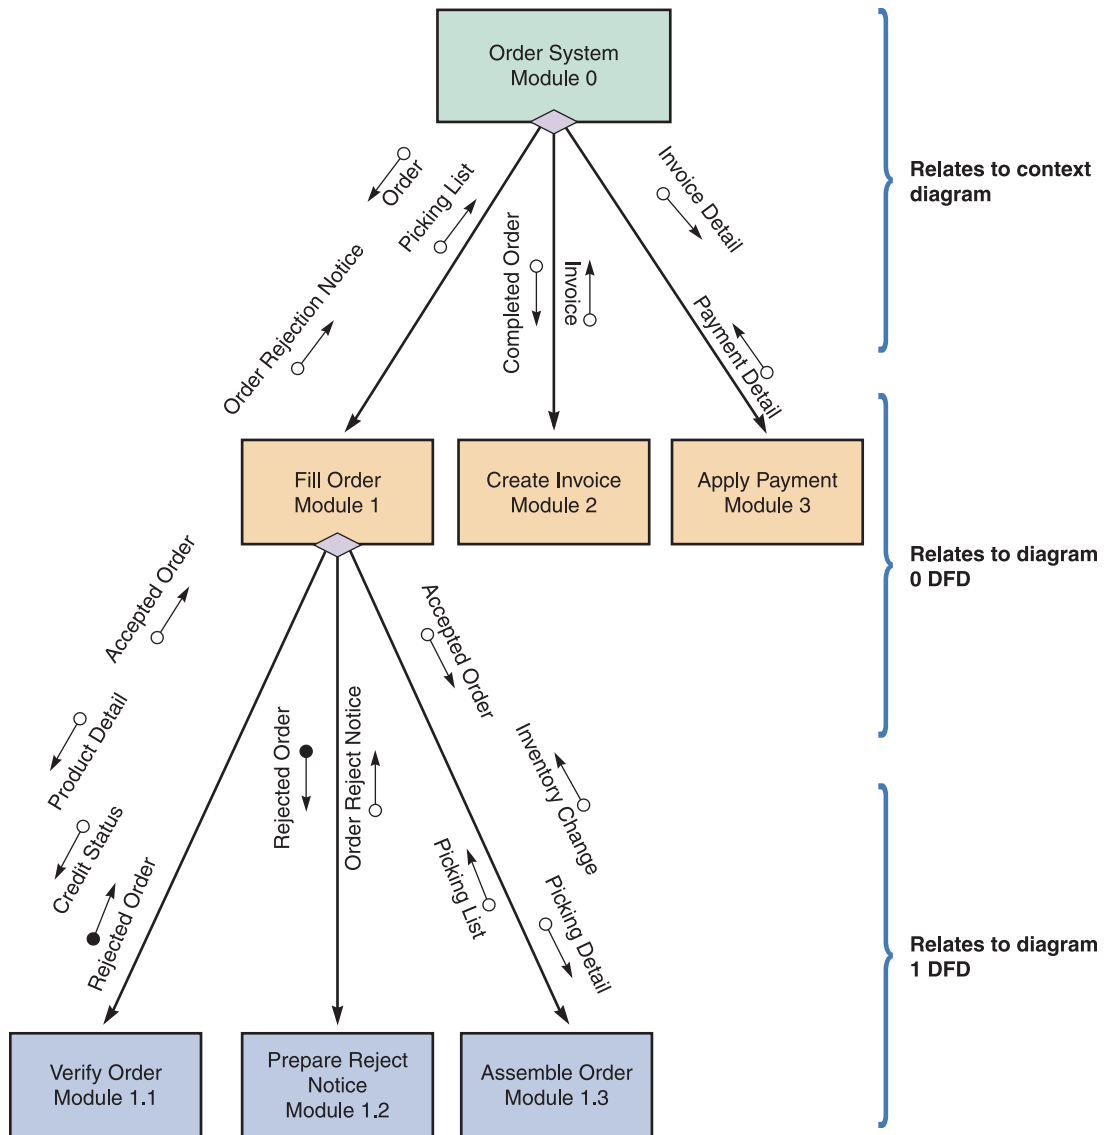 Order System
Module 0
Order
Picking List
Order Rejection Notice
Completed Order
Invoice
Invoice Detail
Payment Detail
Relates to context
diagram
Fill Order
Module 1
Create Invoice
Module 2
Apply Payment
Module 3
Relates to diagram
0 DFD
Accepted Order
Product Detail
Credit Status
Rejected Order
Rejected Order
Order Reject Notice
Accepted Order
Inventory Change
Picking List
Picking Detail
Relates to diagram
1 DFD
Verify Order
Module 1.1
Prepare Reject
Notice
Module 1.2
Assemble Order
Module 1.3